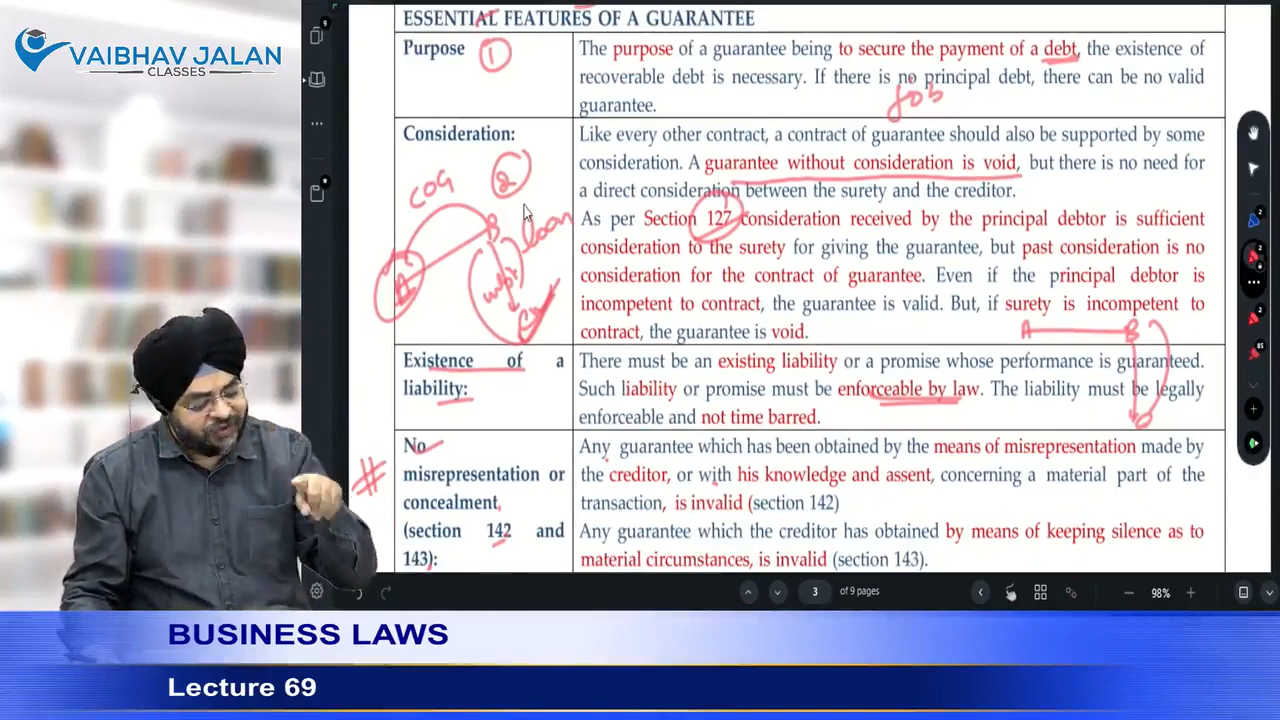 VAIBHAV JALAN
CLASSES
ESSENTIAL FEATURES OF A GUARANTEE
Purpose ①
The purpose of a guarantee being to secure the payment of a debt, the existence of
recoverable debt is necessary. If there is no principal debt, there can be no valid
guarantee.
Consideration:
COG
2
B
loan
A
Like every other contract, a contract of guarantee should also be supported by some
consideration. A guarantee without consideration is void, but there is no need for
a direct consideration between the surety and the creditor.
As per Section 127 consideration received by the principal debtor is sufficient
consideration to the surety for giving the guarantee, but past consideration is no
consideration for the contract of guarantee. Even if the principal debtor is
incompetent to contract, the guarantee is valid. But, if surety is incompetent to
contract, the guarantee is void.
A B
Existence of a
liability:
There must be an existing liability or a promise whose performance is guaranteed.
Such liability or promise must be enforceable by law. The liability must be legally
enforceable and not time barred.
#
No
misrepresentation or
concealment,
(section 142 and
143):
Any guarantee which has been obtained by the means of misrepresentation made by
the creditor, or with his knowledge and assent, concerning a material part of the
transaction, is invalid (section 142)
Any guarantee which the creditor has obtained by means of keeping silence as to
material circumstances, is invalid (section 143).
3 of 9 pages
98%
BUSINESS LAWS
Lecture 69